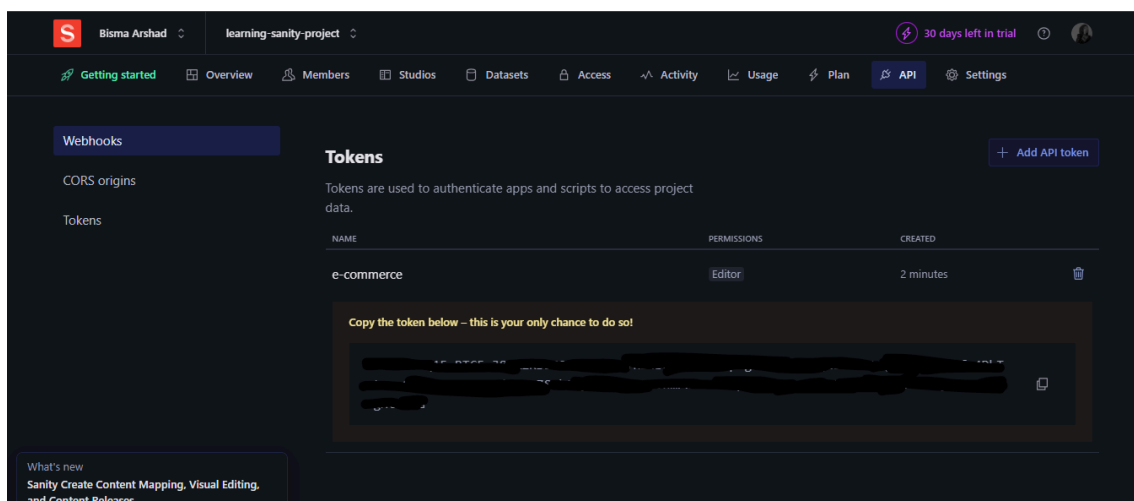 S Bisma Arshad learning-sanity-project 30 days left in trial
Getting started Overview Members Studios Datasets Access Activity Usage Plan API Settings
Webhooks
CORS origins
Tokens
Tokens
+ Add API token
Tokens are used to authenticate apps and scripts to access project
data.
NAME PERMISSIONS CREATED
e-commerce Editor 2 minutes
Copy the token below – this is your only chance to do so!
What's new
Sanity Create Content Mapping, Visual Editing,
and Content Releases